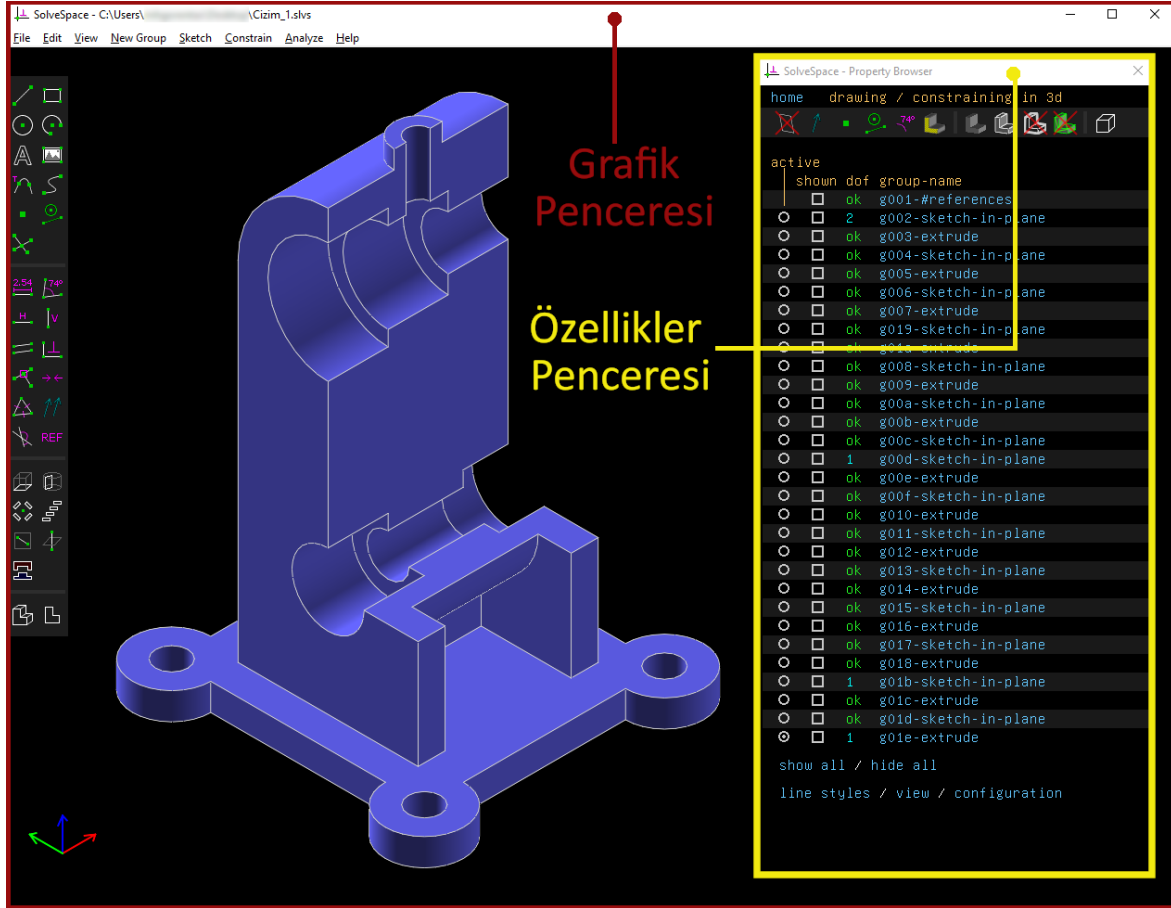 SolveSpace - C:\Users\ \Cizim_1.slvs
File Edit View New Group Sketch Constrain Analyze Help
SolveSpace - Property Browser
home drawing / constraining in 3d
74°
active
shown dof group-name
ok g001-#references
2 g002-sketch-in-plane
ok g003-extrude
ok g004-sketch-in-plane
ok g005-extrude
ok g006-sketch-in-plane
ok g007-extrude
ok g019-sketch-in-plane
ok g01a-extrude
ok g008-sketch-in-plane
ok g009-extrude
ok g00a-sketch-in-plane
ok g00b-extrude
ok g00c-sketch-in-plane
1 g00d-sketch-in-plane
ok g00e-extrude
ok g00f-sketch-in-plane
ok g010-extrude
ok g011-sketch-in-plane
ok g012-extrude
ok g013-sketch-in-plane
ok g014-extrude
ok g015-sketch-in-plane
ok g016-extrude
ok g017-sketch-in-plane
ok g018-extrude
1 g01b-sketch-in-plane
ok g01c-extrude
ok g01d-sketch-in-plane
1 g01e-extrude
show all / hide all
line styles / view / configuration
Grafik
Penceresi
Özellikler
Penceresi
A
T
2.54 74°
H V
REF